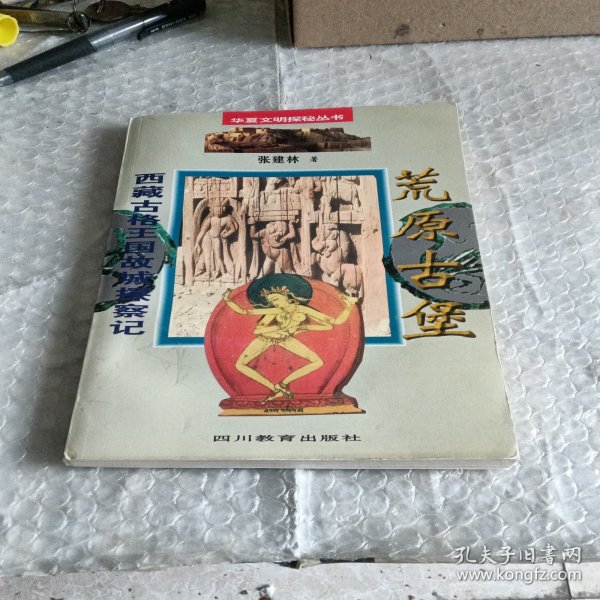 华夏文明探秘丛书
张建林 著
荒原古堡
西藏古格王国故城探察记
四川教育出版社
孔夫子旧书网
www.kongfz.com